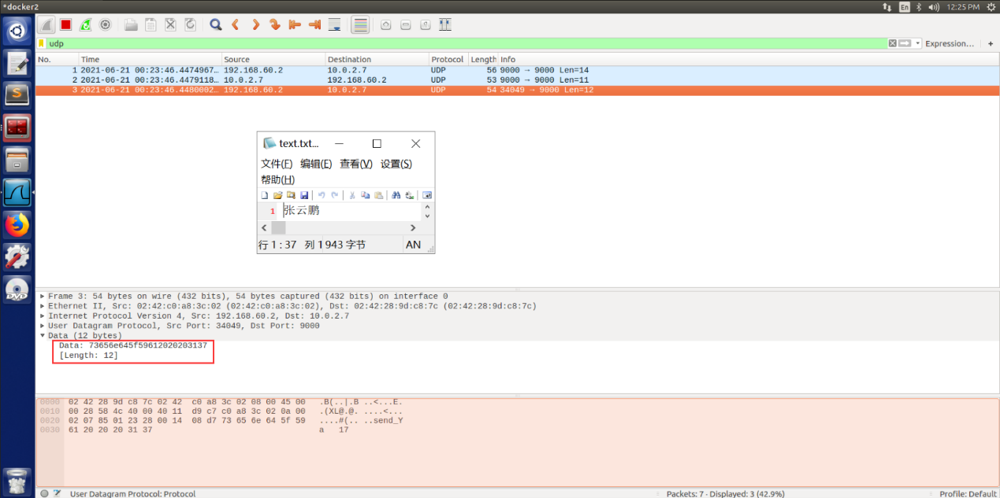 *docker2
En
12:25 PM
udp
Expression…
+
No. Time Source Destination Protocol Length Info
1 2021-06-21 00:23:46.4474967… 192.168.60.2 10.0.2.7 UDP 56 9000 → 9000 Len=14
2 2021-06-21 00:23:46.4479118… 10.0.2.7 192.168.60.2 UDP 53 9000 → 9000 Len=11
3 2021-06-21 00:23:46.4480002… 192.168.60.2 10.0.2.7 UDP 54 34049 → 9000 Len=12
text.txt...
文件(F) 编辑(E) 查看(V) 设置(S)
帮助(H)
1 张云鹏
行 1 : 37 列 1 943 字节 AN
Frame 3: 54 bytes on wire (432 bits), 54 bytes captured (432 bits) on interface 0
Ethernet II, Src: 02:42:c0:a8:3c:02 (02:42:c0:a8:3c:02), Dst: 02:42:28:9d:c8:7c (02:42:28:9d:c8:7c)
Internet Protocol Version 4, Src: 192.168.60.2, Dst: 10.0.2.7
User Datagram Protocol, Src Port: 34049, Dst Port: 9000
Data (12 bytes)
Data: 73656e645f59612020203137
[Length: 12]
0000 02 42 28 9d c8 7c 02 42 c0 a8 3c 02 08 00 45 00 .B(..|.B ..<...E.
0010 00 28 58 4c 40 00 40 11 d9 c7 c0 a8 3c 02 0a 00 .(XL@.@. ....<...
0020 02 07 85 01 23 28 00 14 08 d7 73 65 6e 64 5f 59 ....#(.. ..send_Y
0030 61 20 20 20 31 37 a 17
User Datagram Protocol: Protocol
Packets: 7 · Displayed: 3 (42.9%)
Profile: Default